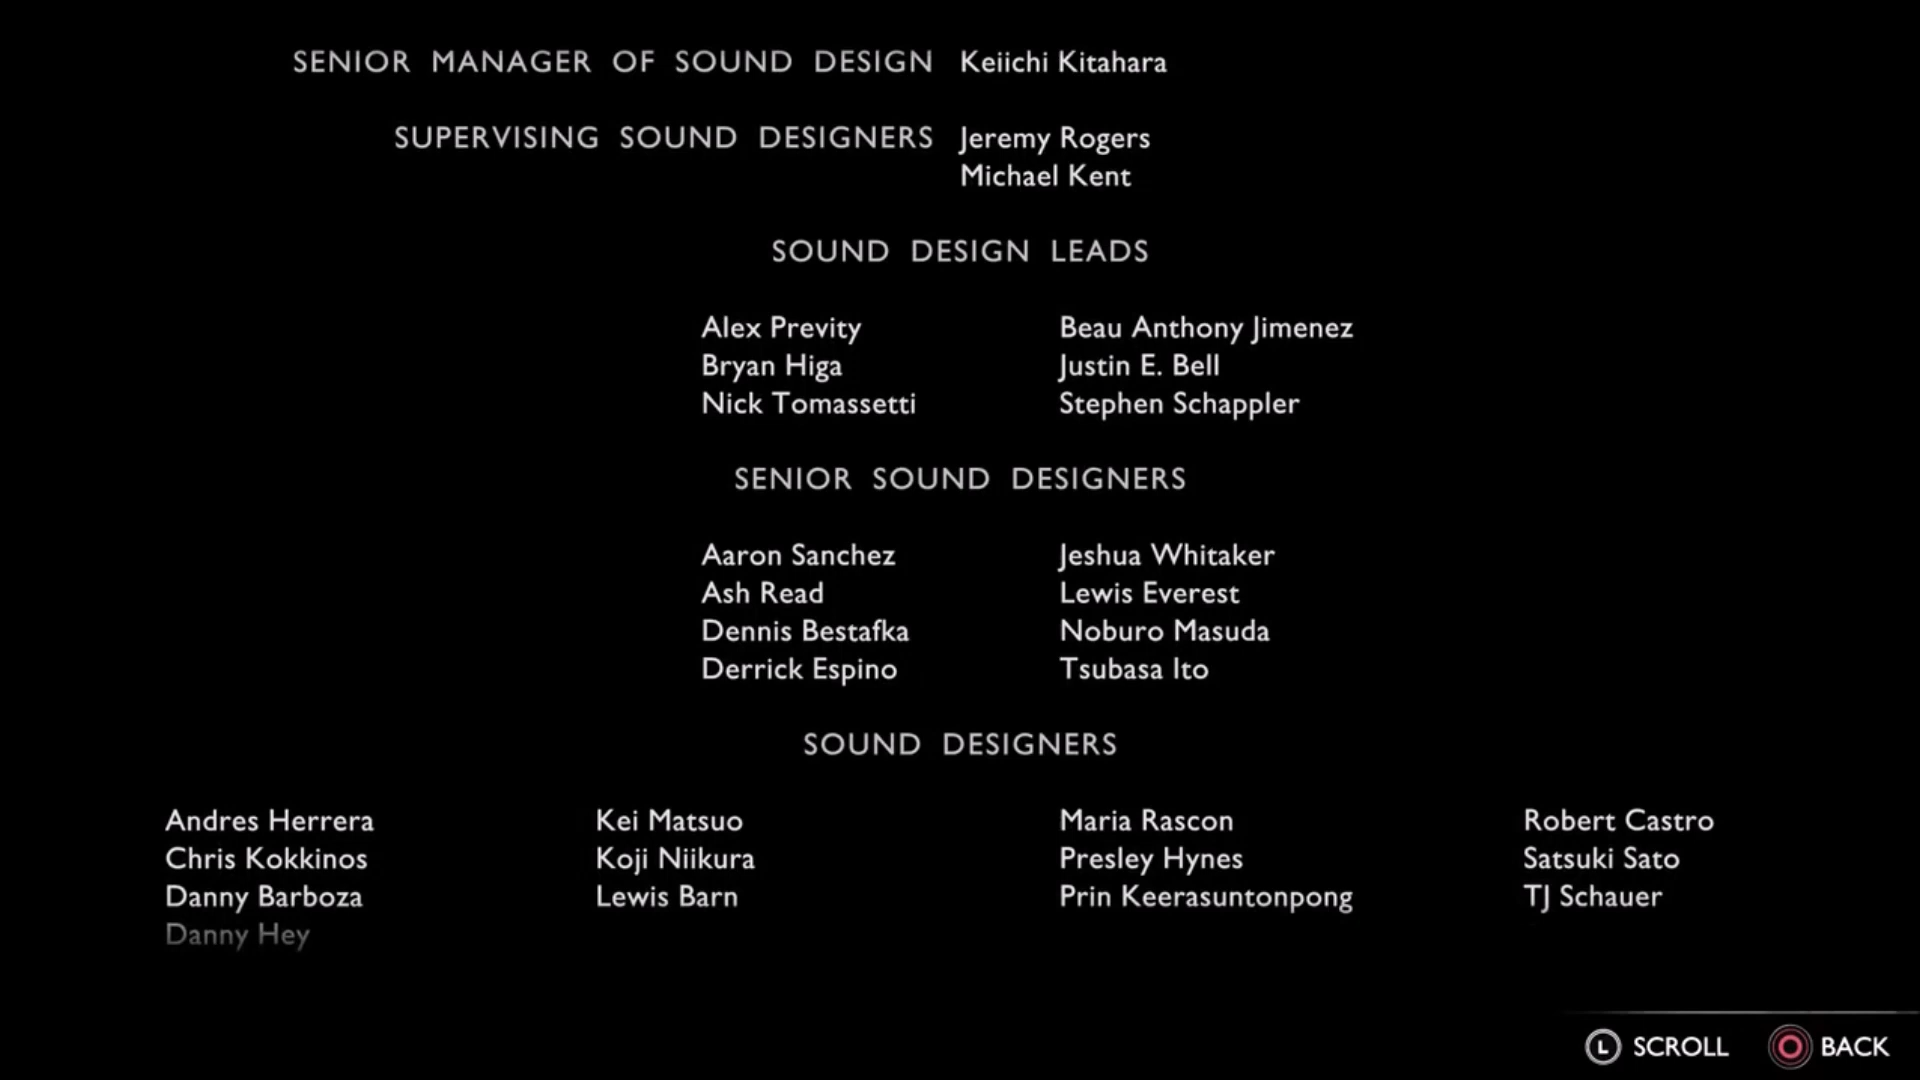 SENIOR MANAGER OF SOUND DESIGN Keiichi Kitahara
SUPERVISING SOUND DESIGNERS Jeremy Rogers
Michael Kent
SOUND DESIGN LEADS
Alex Previty Beau Anthony Jimenez
Bryan Higa Justin E. Bell
Nick Tomassetti Stephen Schappler
SENIOR SOUND DESIGNERS
Aaron Sanchez Jeshua Whitaker
Ash Read Lewis Everest
Dennis Bestafka Noburo Masuda
Derrick Espino Tsubasa Ito
SOUND DESIGNERS
Andres Herrera Kei Matsuo Maria Rascon Robert Castro
Chris Kokkinos Koji Niikura Presley Hynes Satsuki Sato
Danny Barboza Lewis Barn Prin Keerasuntonpong TJ Schauer
Danny Hey
L SCROLL BACK